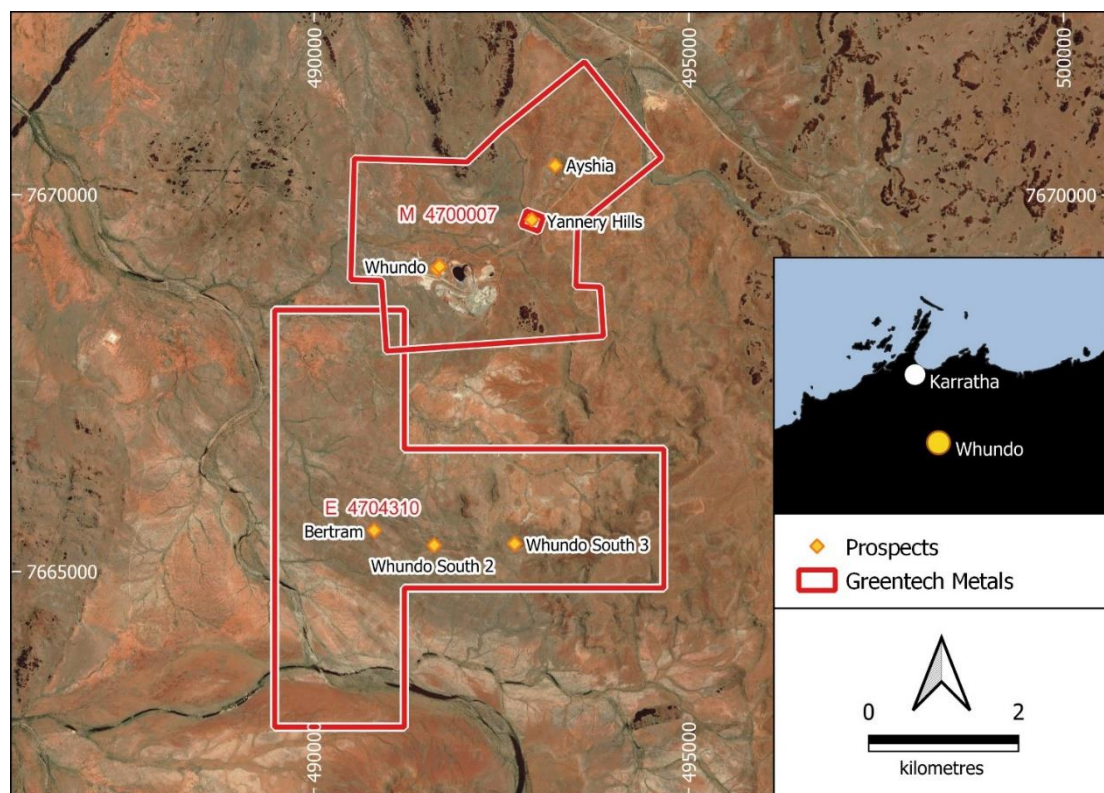 490000
495000
500000
Ayshia
7670000
7670000
M 4700007
Yannery Hills
Whundo
Karratha
Whundo
E 4704310
Bertram
Whundo South 2
Whundo South 3
7665000
Prospects
Greentech Metals
0
2
kilometres
490000
495000